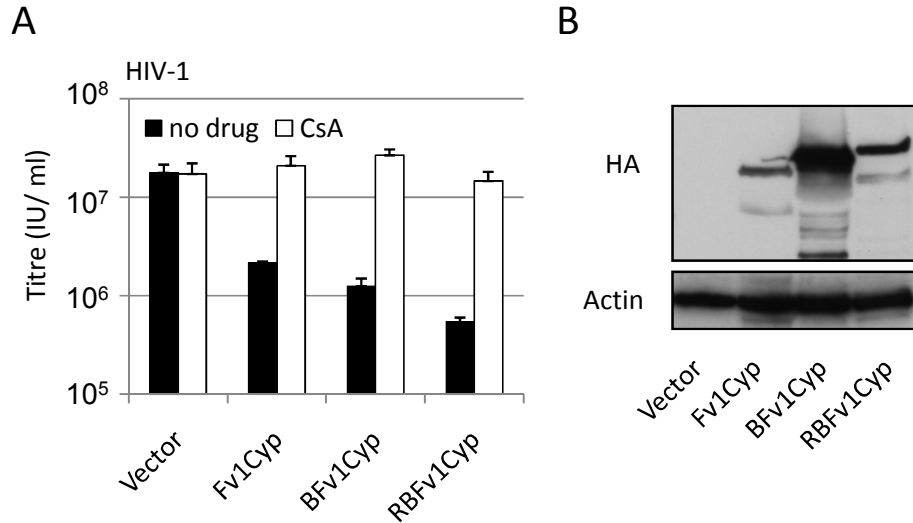 A
HIV-1
10⁸
no drug CsA
10⁷
10⁶
10⁵
Titre (IU/ ml)
Vector
Fv1Cyp
BFv1Cyp
RBFv1Cyp
B
HA
Actin
Vector
Fv1Cyp
BFv1Cyp
RBFv1Cyp